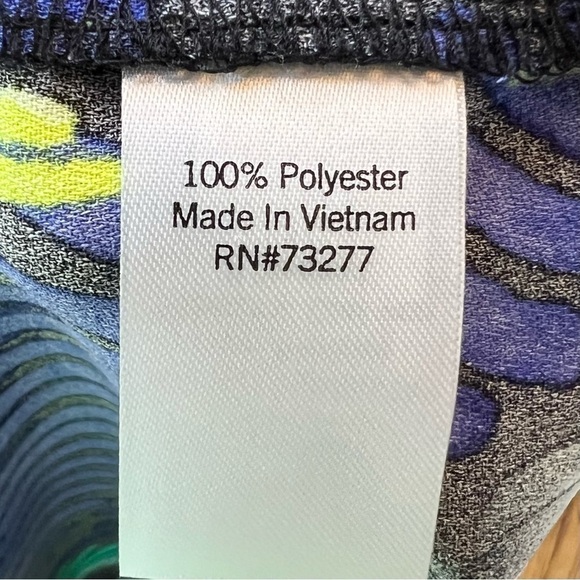 100% Polyester
Made In Vietnam
RN#73277